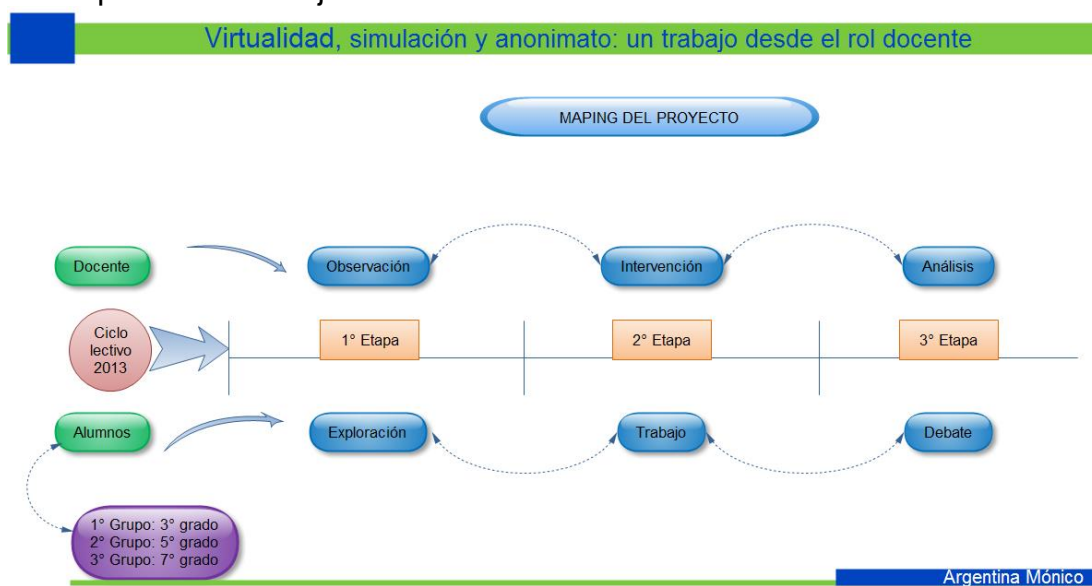 Virtualidad, simulación y anonimato: un trabajo desde el rol docente
MAPING DEL PROYECTO
Docente
Observación
Intervención
Análisis
Ciclo
lectivo
2013
1° Etapa
2° Etapa
3° Etapa
Alumnos
Exploración
Trabajo
Debate
1° Grupo: 3° grado
2° Grupo: 5° grado
3° Grupo: 7° grado
Argentina Mónico